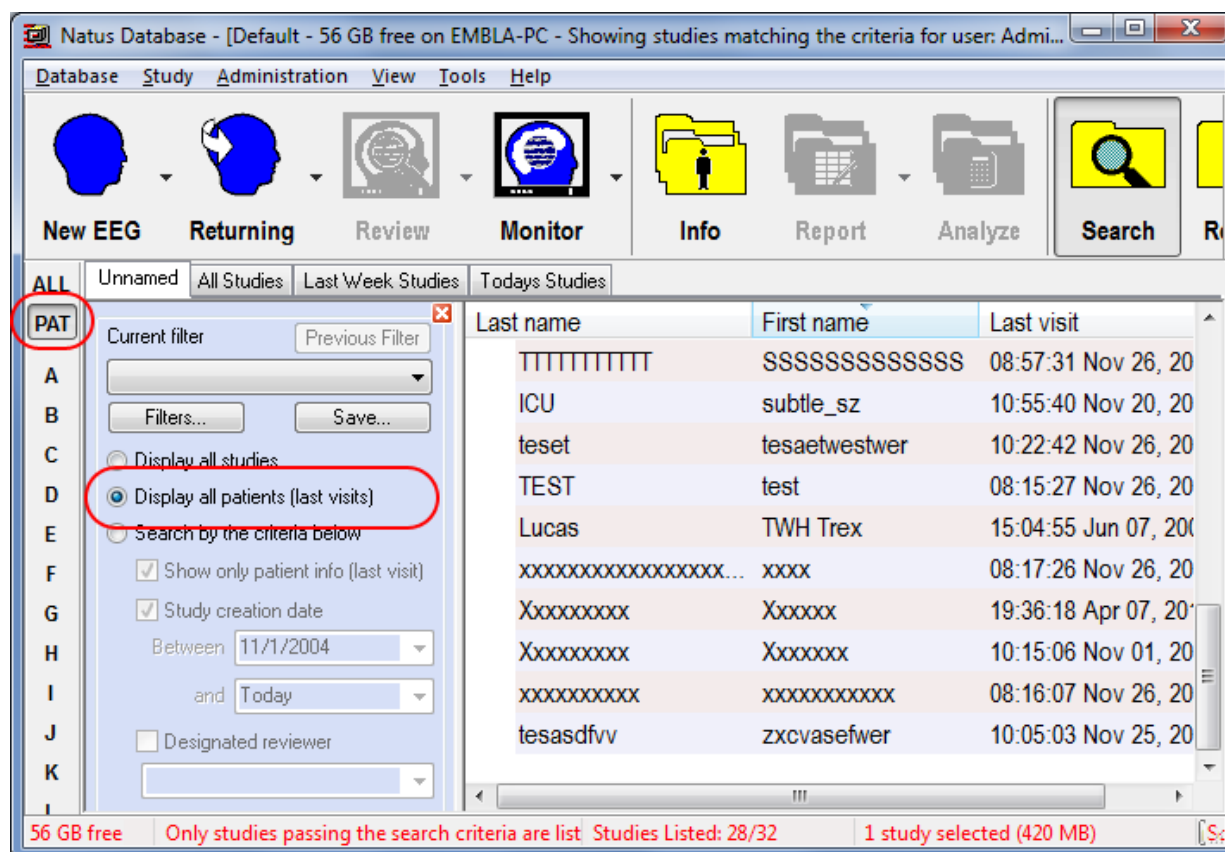 Natus Database - [Default - 56 GB free on EMBLA-PC - Showing studies matching the criteria for user: Admi...
Database Study Administration View Tools Help
New EEG Returning Review Monitor Info Report Analyze Search
ALL Unnamed All Studies Last Week Studies Todays Studies
PAT
A
B
C
D
E
F
G
H
I
J
K
Current filter Previous Filter
Filters... Save...
Display all studies
Display all patients (last visits)
Search by the criteria below
Show only patient info (last visit)
Study creation date
Between 11/1/2004
and Today
Designated reviewer
Last name First name Last visit
TTTTTTTTTTT SSSSSSSSSSSSS 08:57:31 Nov 26, 20
ICU subtle_sz 10:55:40 Nov 20, 20
teset tesaetwestwer 10:22:42 Nov 26, 20
TEST test 08:15:27 Nov 26, 20
Lucas TWH Trex 15:04:55 Jun 07, 200
xxxxxxxxxxxxxxxxx... xxxx 08:17:26 Nov 26, 20
Xxxxxxxxx Xxxxxx 19:36:18 Apr 07, 201
Xxxxxxxxx Xxxxxxx 10:15:06 Nov 01, 20
xxxxxxxxxx xxxxxxxxxxx 08:16:07 Nov 26, 20
tesasdfvv zxcvasefwer 10:05:03 Nov 25, 20
56 GB free Only studies passing the search criteria are list Studies Listed: 28/32 1 study selected (420 MB)